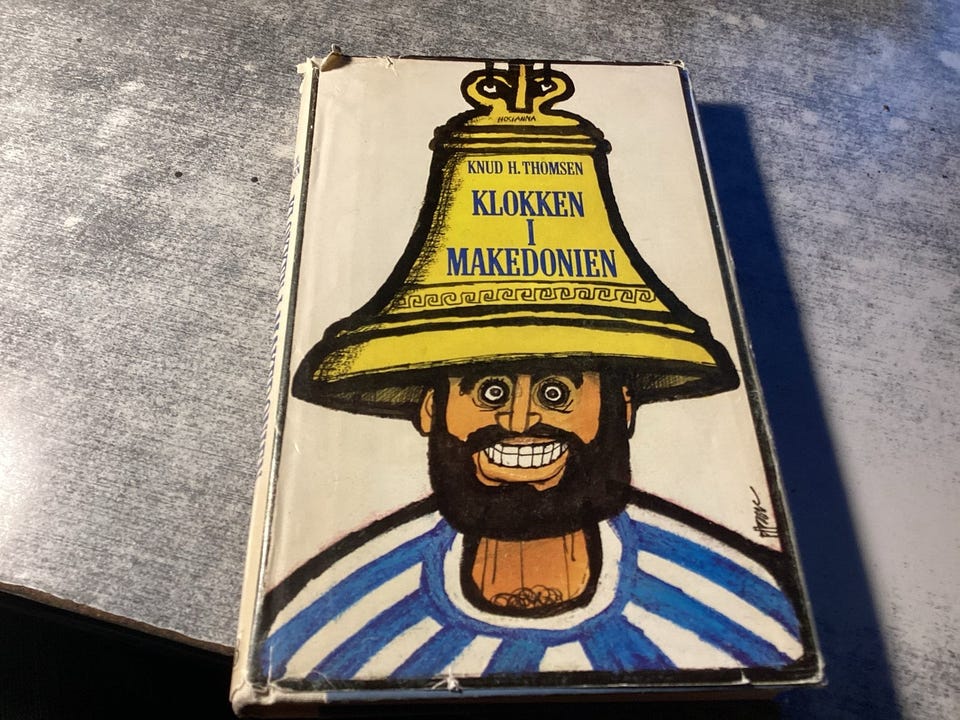 HOSIANNA
KNUD H. THOMSEN
KLOKKEN
I
MAKEDONIEN